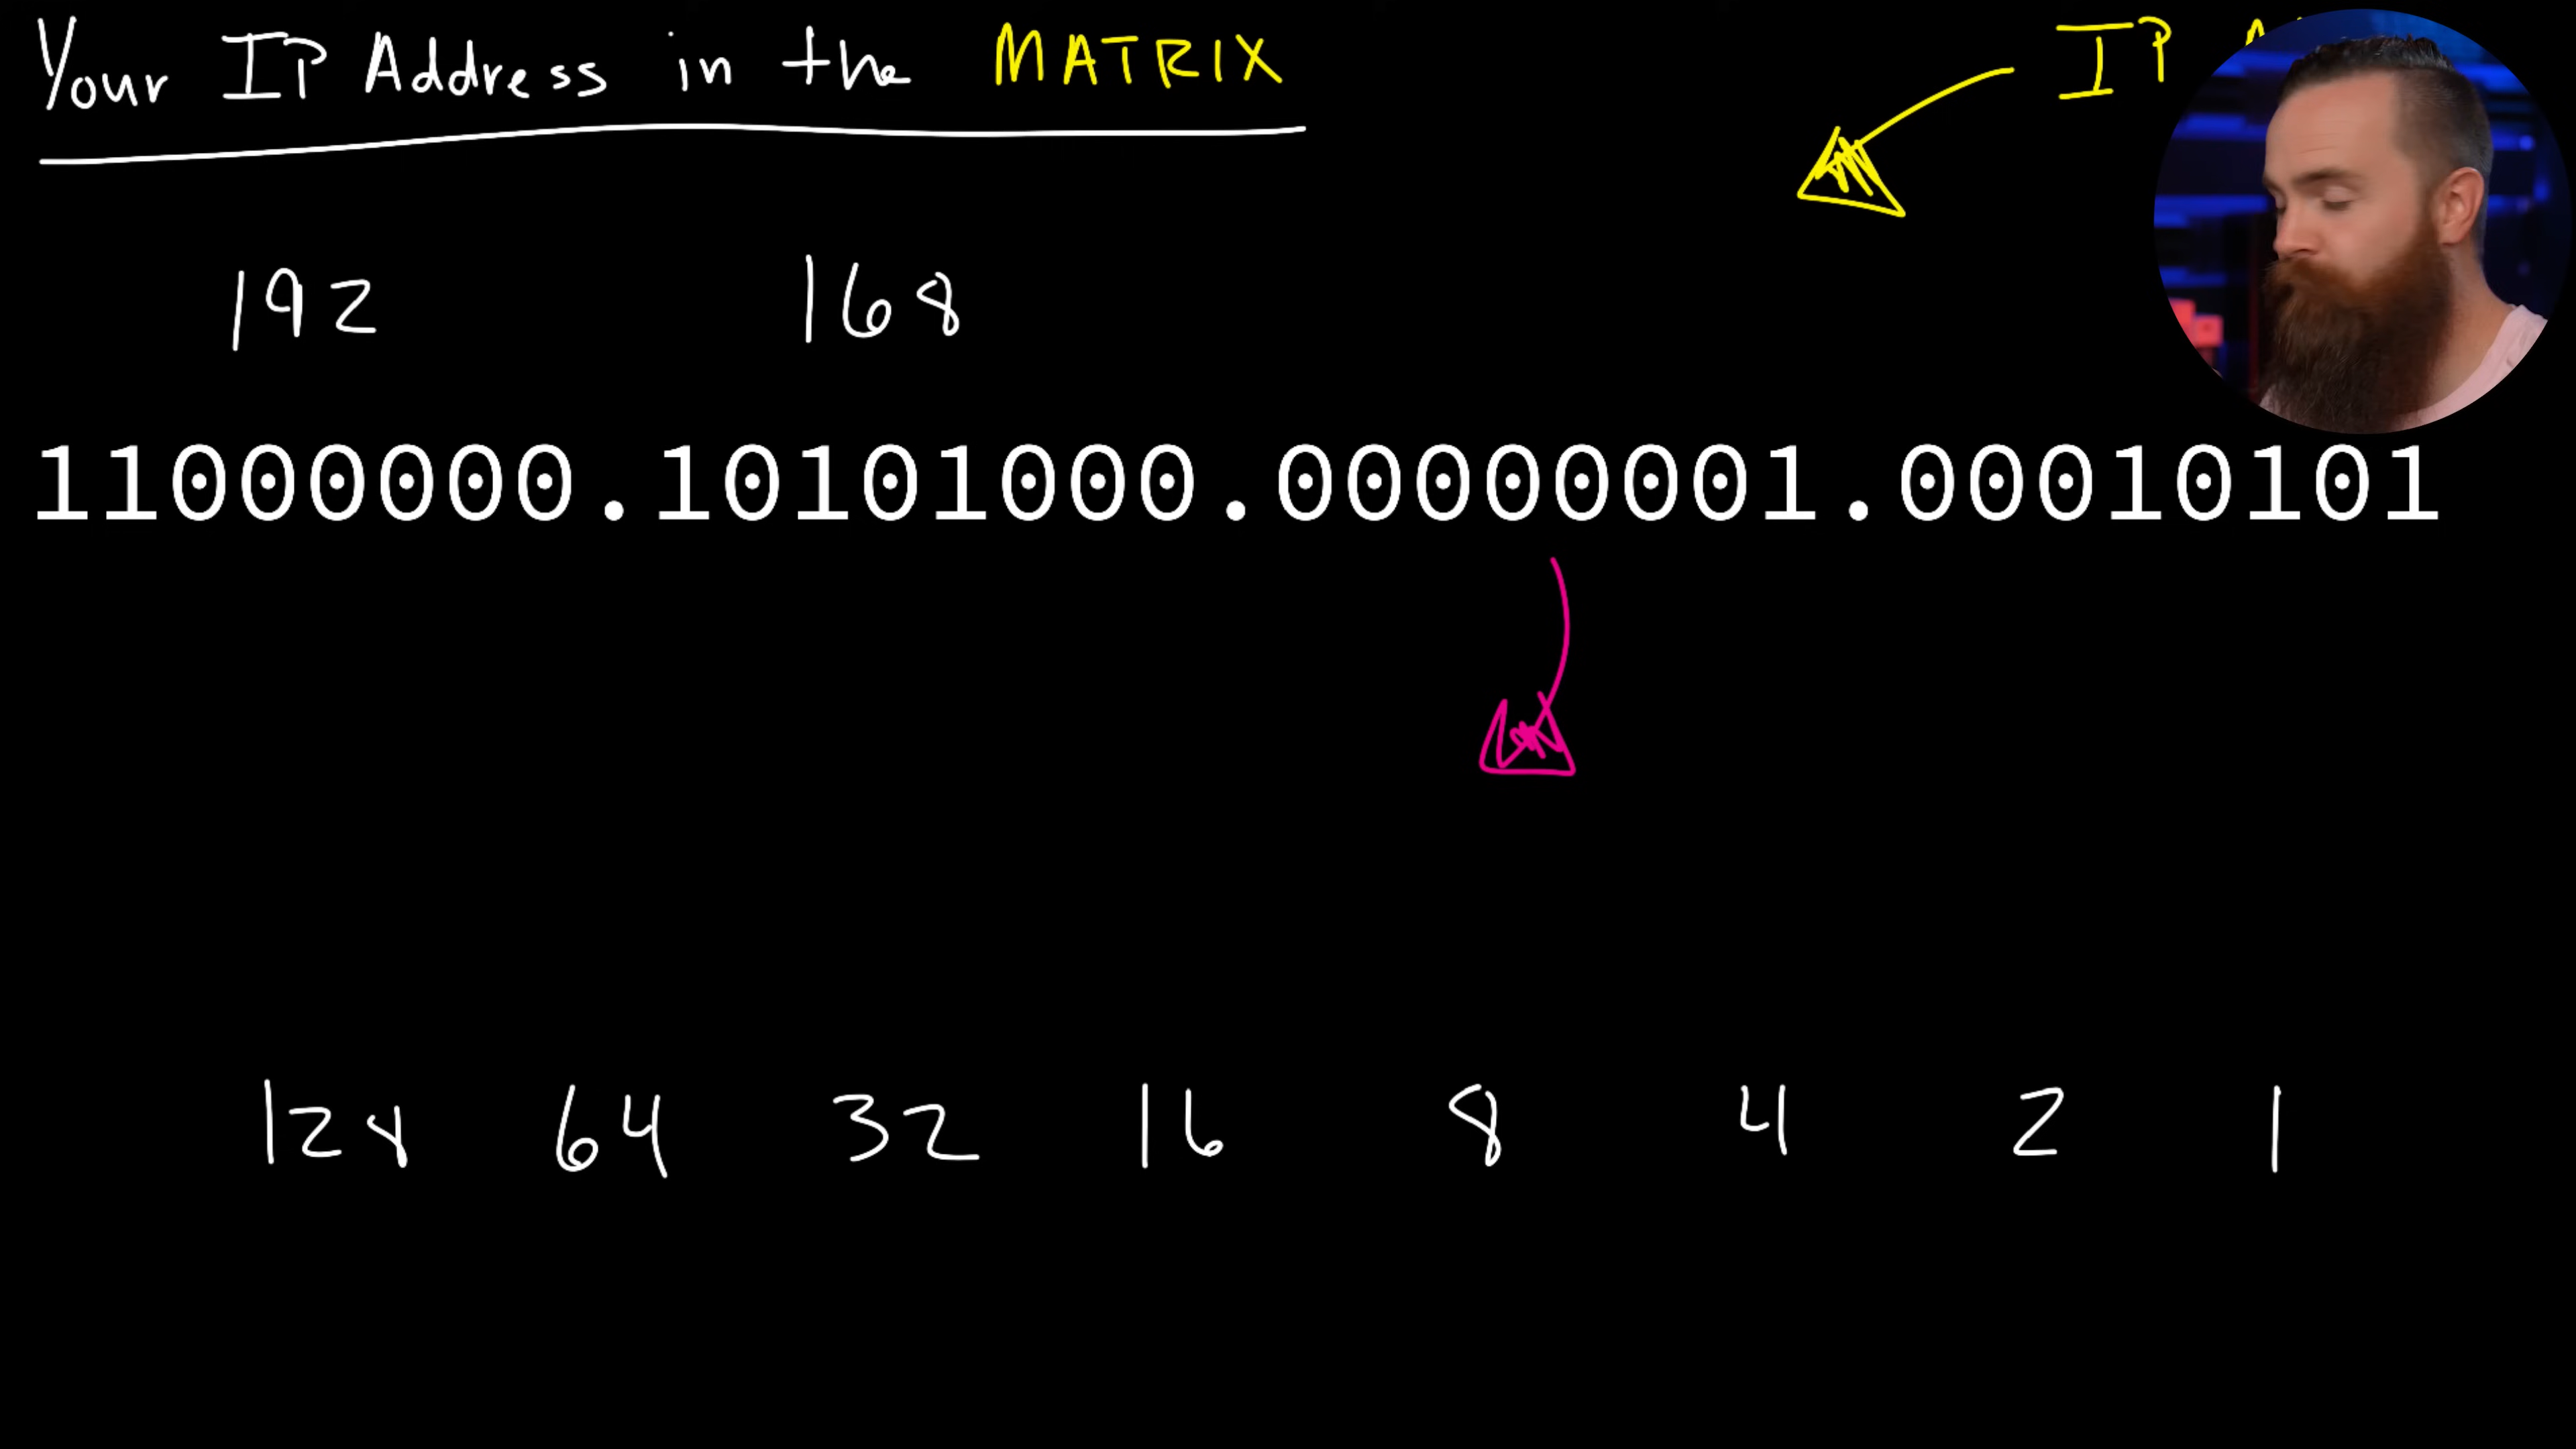 Your IP Address in the MATRIX
IP
192 168
11000000.10101000.00000001.00010101
128 64 32 16 8 4 2 1